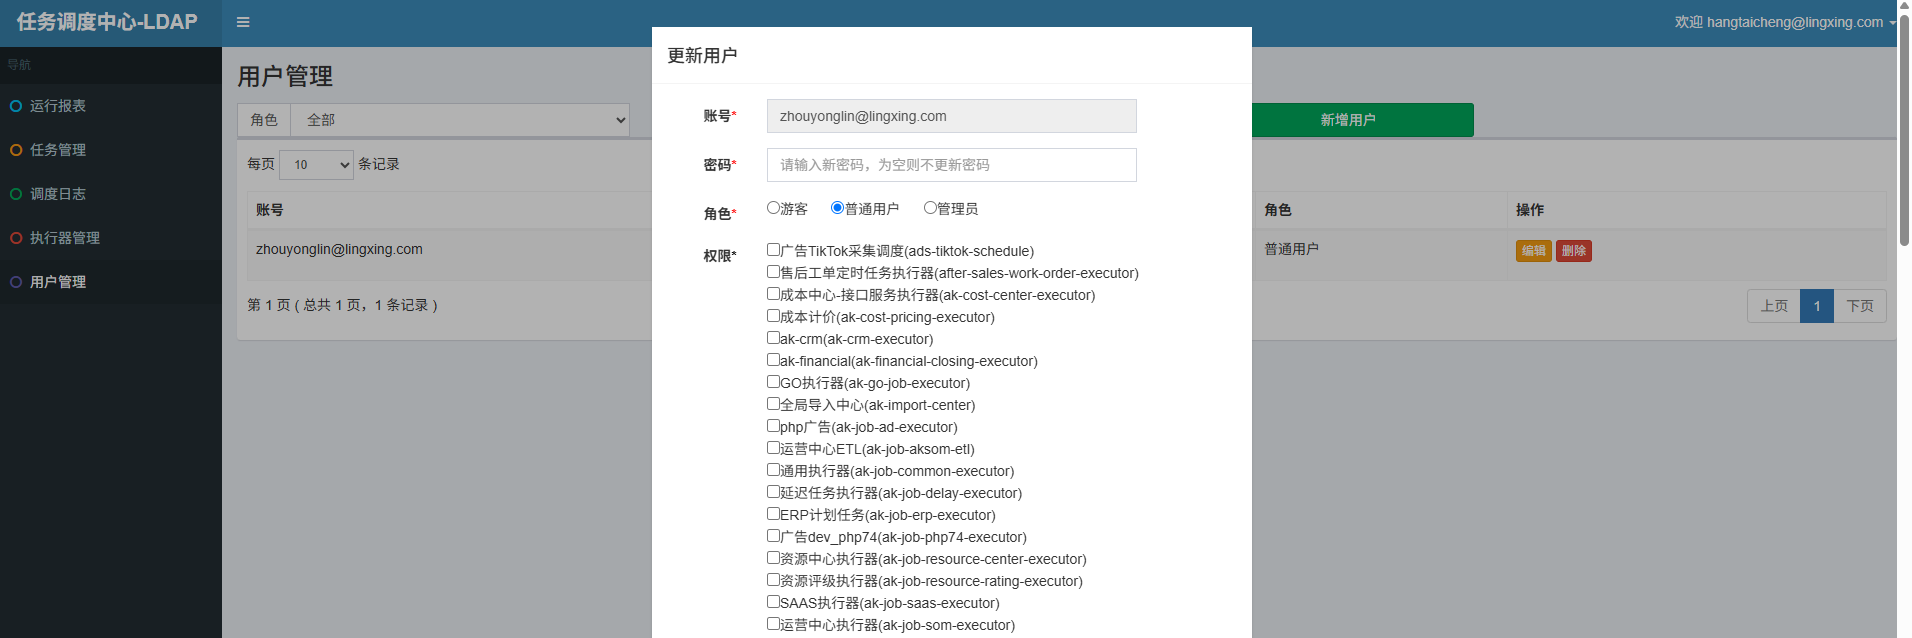 任务调度中心-LDAP
欢迎 hangtaicheng@lingxing.com
导航
运行报表
任务管理
调度日志
执行器管理
用户管理
用户管理
角色 全部
新增用户
每页 10 条记录
账号 角色 操作
zhouyonglin@lingxing.com 普通用户 编辑 删除
第 1 页 ( 总共 1 页，1 条记录 )
上页 1 下页
更新用户
账号* zhouyonglin@lingxing.com
密码* 请输入新密码，为空则不更新密码
角色* 游客 普通用户 管理员
权限* 广告TikTok采集调度(ads-tiktok-schedule)
售后工单定时任务执行器(after-sales-work-order-executor)
成本中心-接口服务执行器(ak-cost-center-executor)
成本计价(ak-cost-pricing-executor)
ak-crm(ak-crm-executor)
ak-financial(ak-financial-closing-executor)
GO执行器(ak-go-job-executor)
全局导入中心(ak-import-center)
php广告(ak-job-ad-executor)
运营中心ETL(ak-job-aksom-etl)
通用执行器(ak-job-common-executor)
延迟任务执行器(ak-job-delay-executor)
ERP计划任务(ak-job-erp-executor)
广告dev_php74(ak-job-php74-executor)
资源中心执行器(ak-job-resource-center-executor)
资源评级执行器(ak-job-resource-rating-executor)
SAAS执行器(ak-job-saas-executor)
运营中心执行器(ak-job-som-executor)